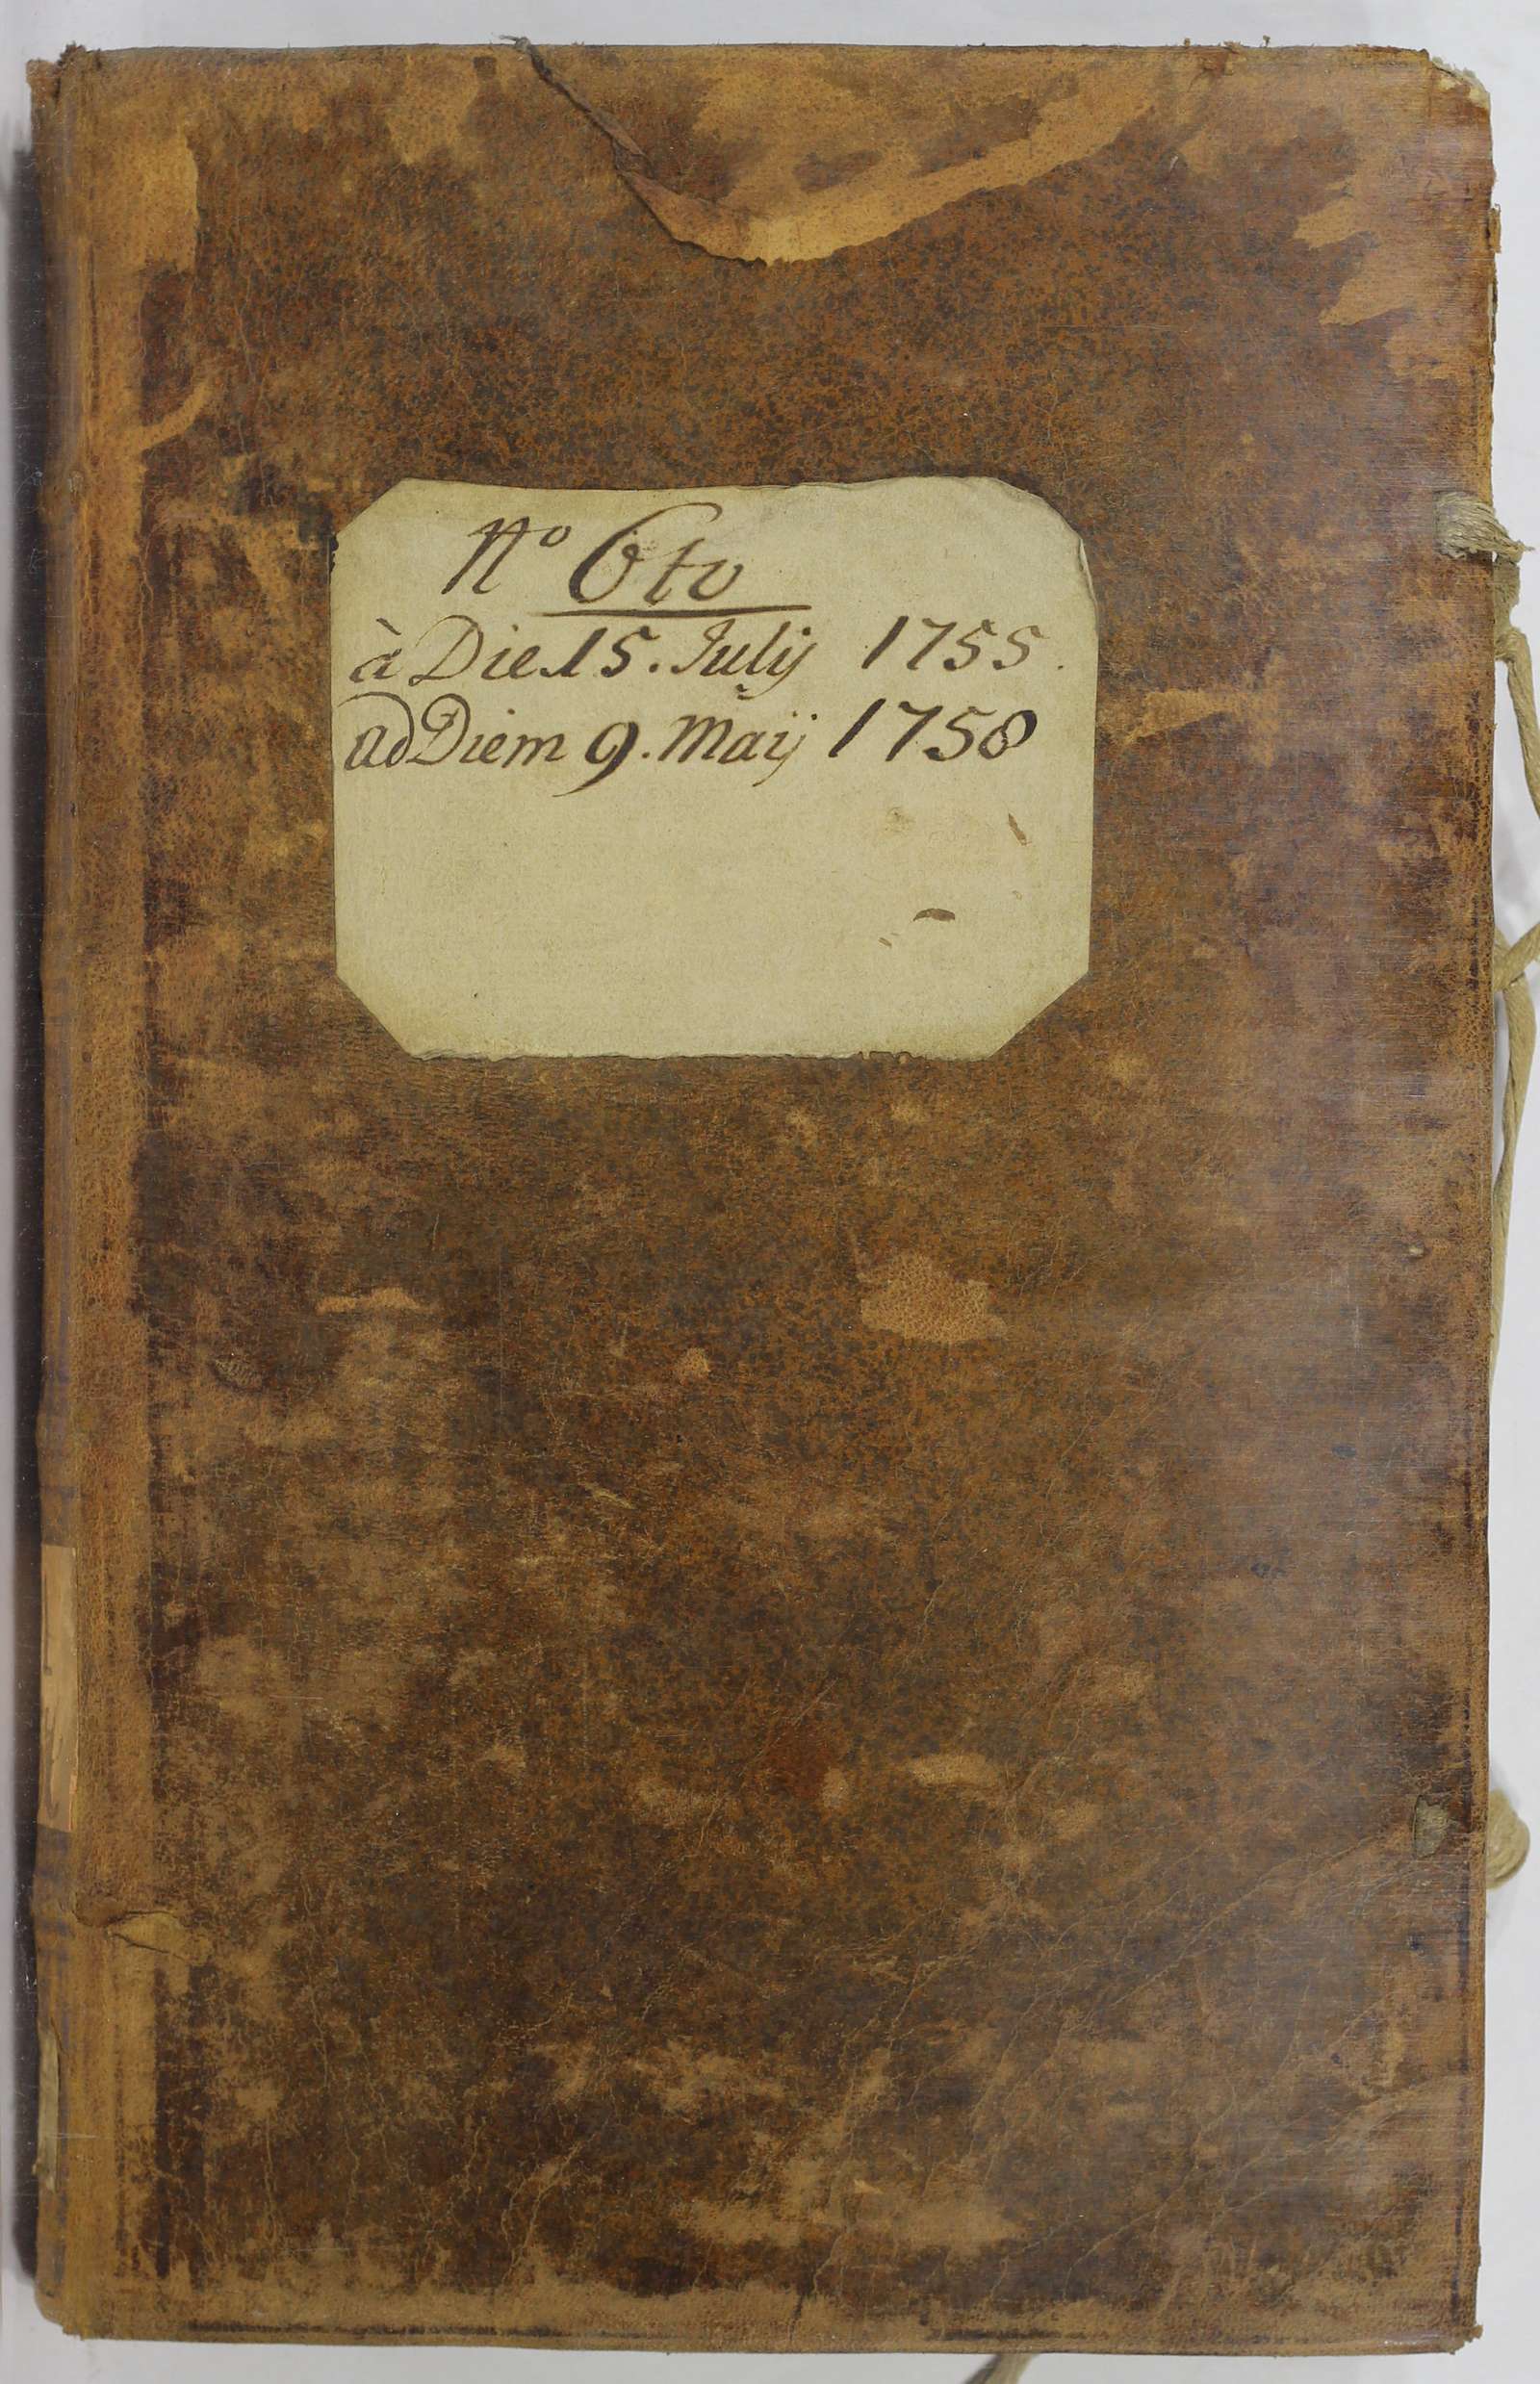 Nº 6to
à Die 15. Julij 1755.
ad Diem 9. Maij 1758